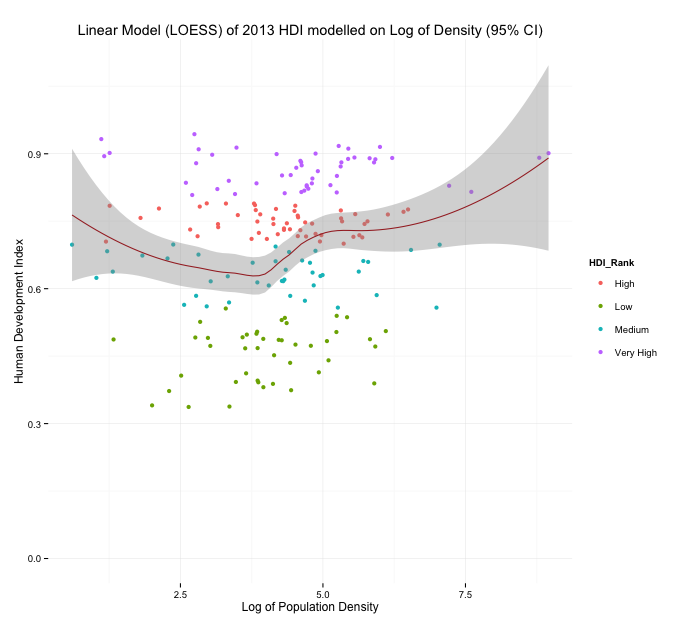 Linear Model (LOESS) of 2013 HDI modelled on Log of Density (95% CI)
Human Development Index
0.9
0.6
0.3
0.0
2.5
5.0
7.5
Log of Population Density
HDI_Rank
High
Low
Medium
Very High